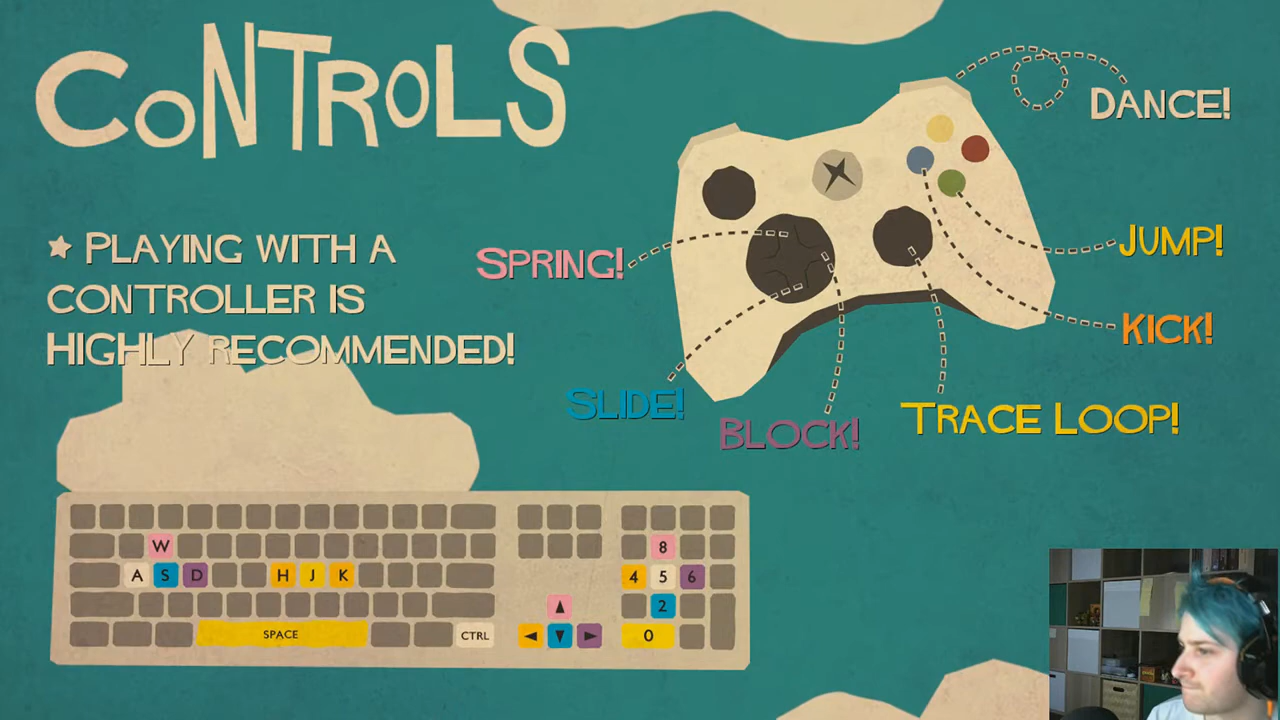 CONTROLS
PLAYING WITH A
CONTROLLER IS
HIGHLY RECOMMENDED!
DANCE!
SPRING!
JUMP!
KICK!
SLIDE!
BLOCK!
TRACE LOOP!
W
A S D H J K
SPACE
CTRL
8
4 5 6
2
0